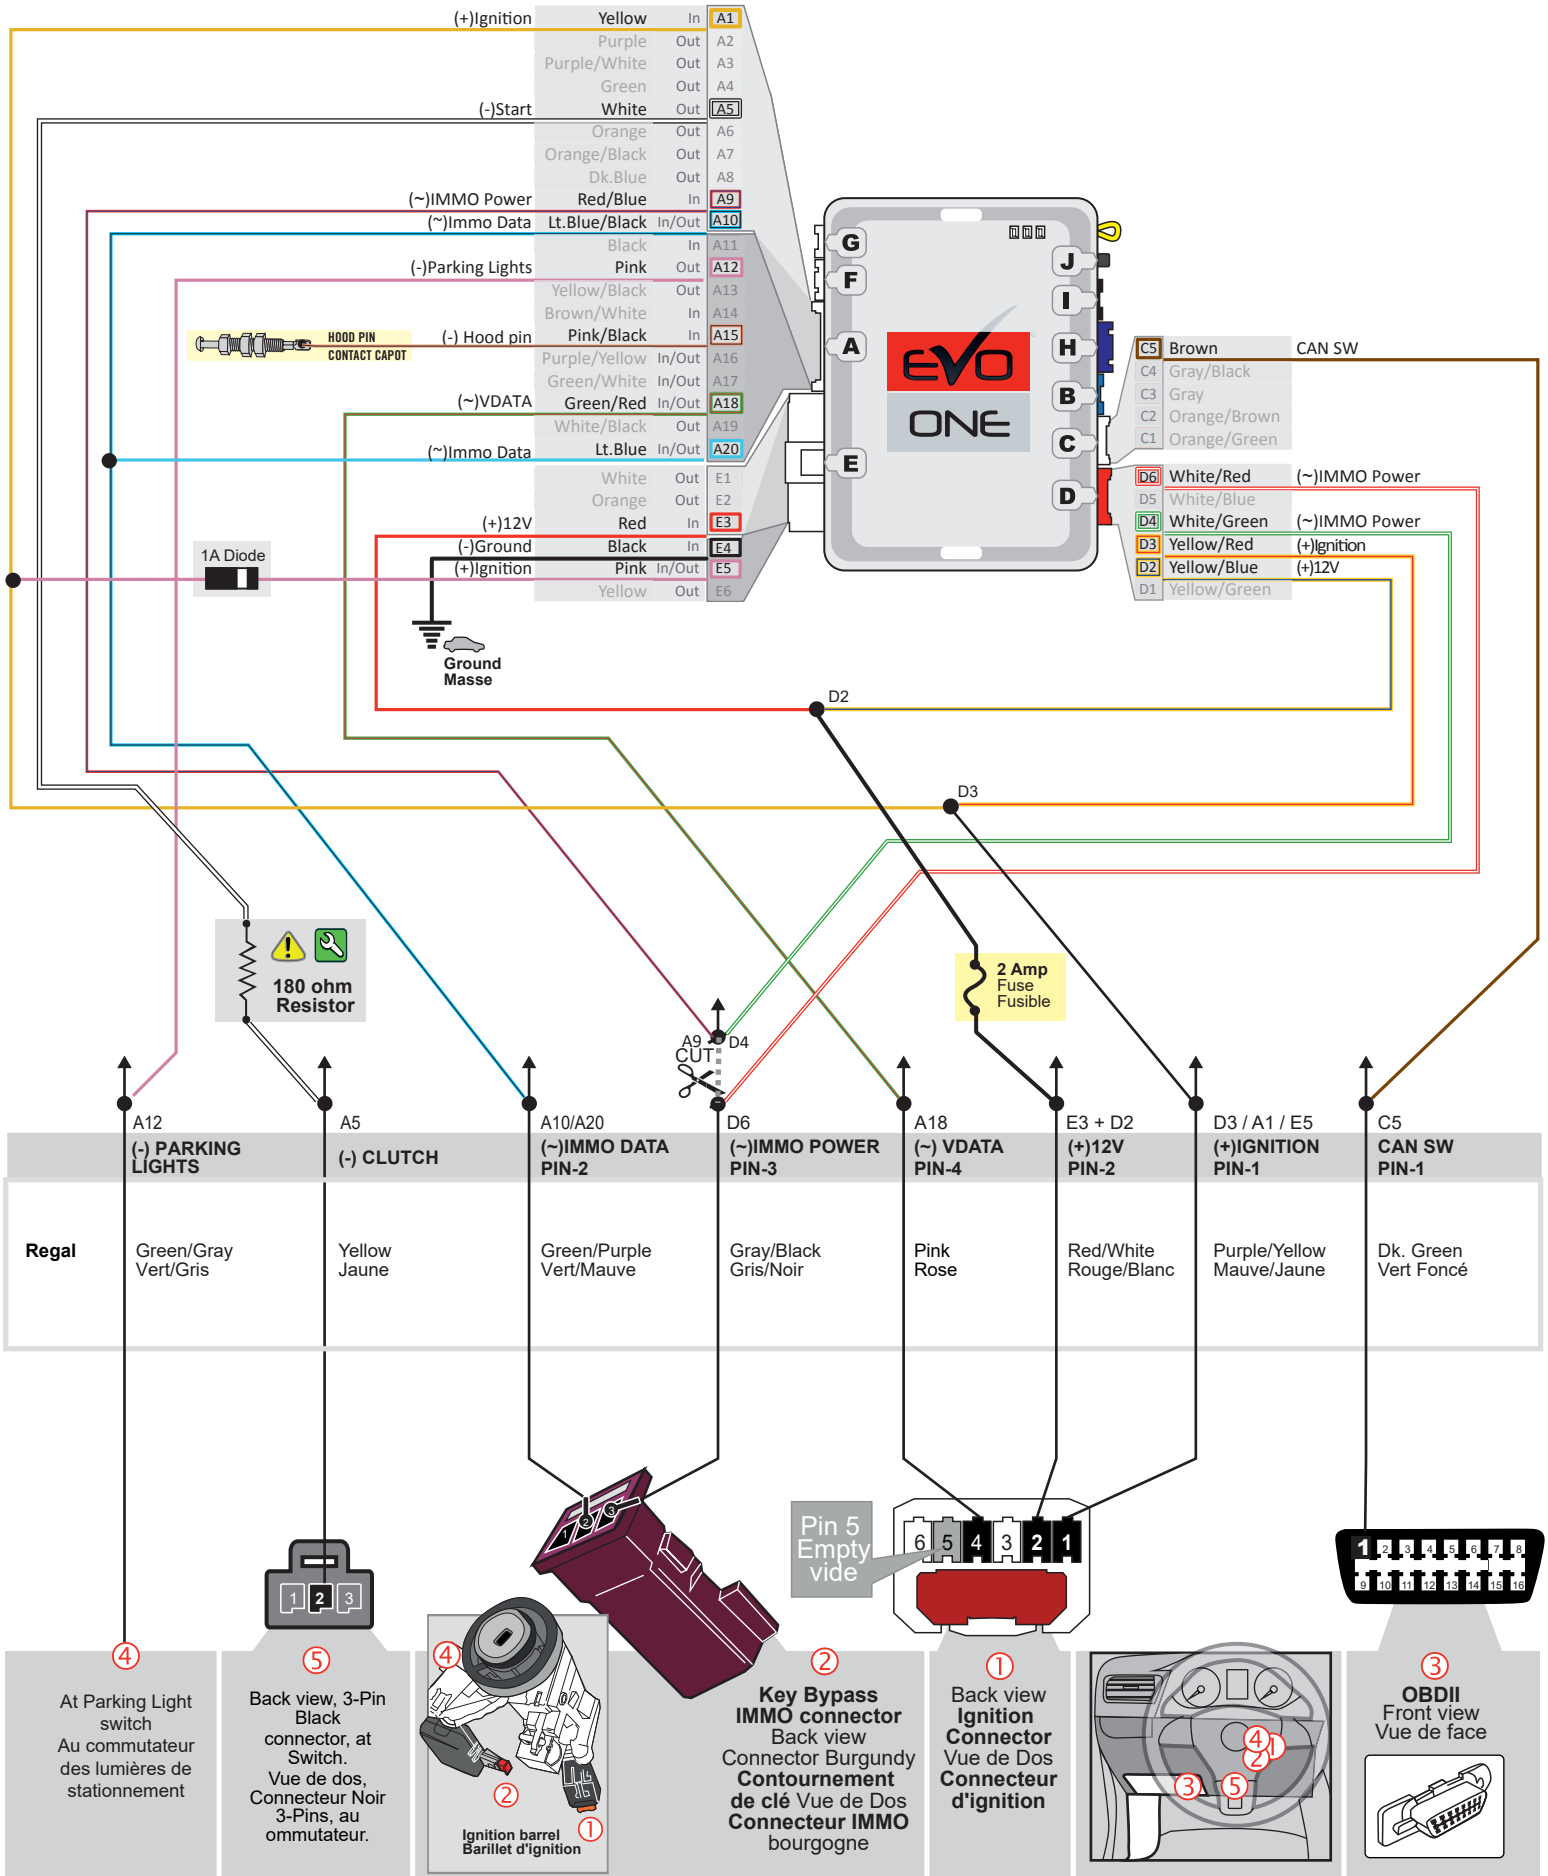 (+)Ignition Yellow In A1
Purple Out A2
Purple/White Out A3
Green Out A4
(-)Start White Out A5
Orange Out A6
Orange/Black Out A7
Dk.Blue Out A8
(~)IMMO Power Red/Blue In A9
(~)Immo Data Lt.Blue/Black In/Out A10
Black In A11
(-)Parking Lights Pink Out A12
Yellow/Black Out A13
Brown/White In A14
HOOD PIN
CONTACT CAPOT
(-) Hood pin Pink/Black In A15
Purple/Yellow In/Out A16
Green/White In/Out A17
(~)VDATA Green/Red In/Out A18
White/Black Out A19
(~)Immo Data Lt.Blue In/Out A20
White Out E1
Orange Out E2
(+)12V Red In E3
(-)Ground Black In E4
(+)Ignition Pink In/Out E5
Yellow Out E6
1A Diode
Ground
Masse
G
F
A
E
J
I
H
B
C
D
EVO
ONE
C5 Brown CAN SW
C4 Gray/Black
C3 Gray
C2 Orange/Brown
C1 Orange/Green
D6 White/Red (~)IMMO Power
D5 White/Blue
D4 White/Green (~)IMMO Power
D3 Yellow/Red (+)Ignition
D2 Yellow/Blue (+)12V
D1 Yellow/Green
D2
D3
180 ohm
Resistor
2 Amp
Fuse
Fusible
A9 D4
CUT
A12 A5 A10/A20 D6 A18 E3 + D2 D3 / A1 / E5 C5
(-) PARKING
LIGHTS
(-) CLUTCH
(~)IMMO DATA
PIN-2
(~)IMMO POWER
PIN-3
(~) VDATA
PIN-4
(+)12V
PIN-2
(+)IGNITION
PIN-1
CAN SW
PIN-1
Regal
Green/Gray
Vert/Gris
Yellow
Jaune
Green/Purple
Vert/Mauve
Gray/Black
Gris/Noir
Pink
Rose
Red/White
Rouge/Blanc
Purple/Yellow
Mauve/Jaune
Dk. Green
Vert Foncé
1 2 3
1 2 3
Pin 5
Empty
vide
6 5 4 3 2 1
1 2 3 4 5 6 7 8
9 10 11 12 13 14 15 16
4
At Parking Light
switch
Au commutateur
des lumières de
stationnement
5
Back view, 3-Pin
Black
connector, at
Switch.
Vue de dos,
Connecteur Noir
3-Pins, au
ommutateur.
4
2
1
Ignition barrel
Barillet d'ignition
2
Key Bypass
IMMO connector
Back view
Connector Burgundy
Contournement
de clé Vue de Dos
Connecteur IMMO
bourgogne
1
Back view
Ignition
Connector
Vue de Dos
Connecteur
d'ignition
4
1
2
3
5
3
OBDII
Front view
Vue de face